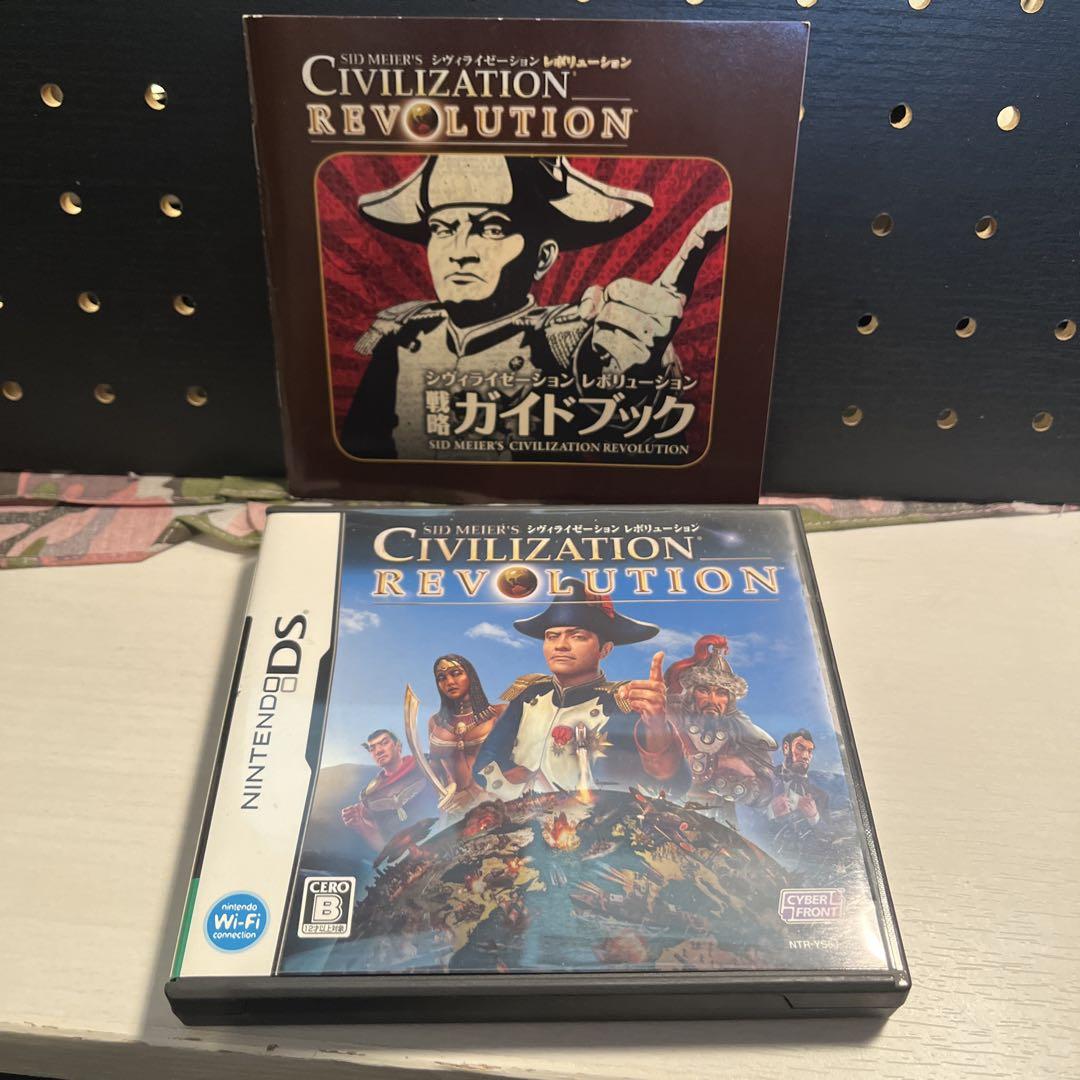 SID MEIER'S シヴィライゼーション レボリューション
CIVILIZATION®
REVOLUTION™
シヴィライゼーション レボリューション
戦略 ガイドブック
SID MEIER'S CIVILIZATION REVOLUTION
SID MEIER'S シヴィライゼーション レボリューション
CIVILIZATION®
REVOLUTION™
NINTENDO DS®
nintendo
Wi-Fi
connection
CERO
B
12才以上対象
CYBER
FRONT